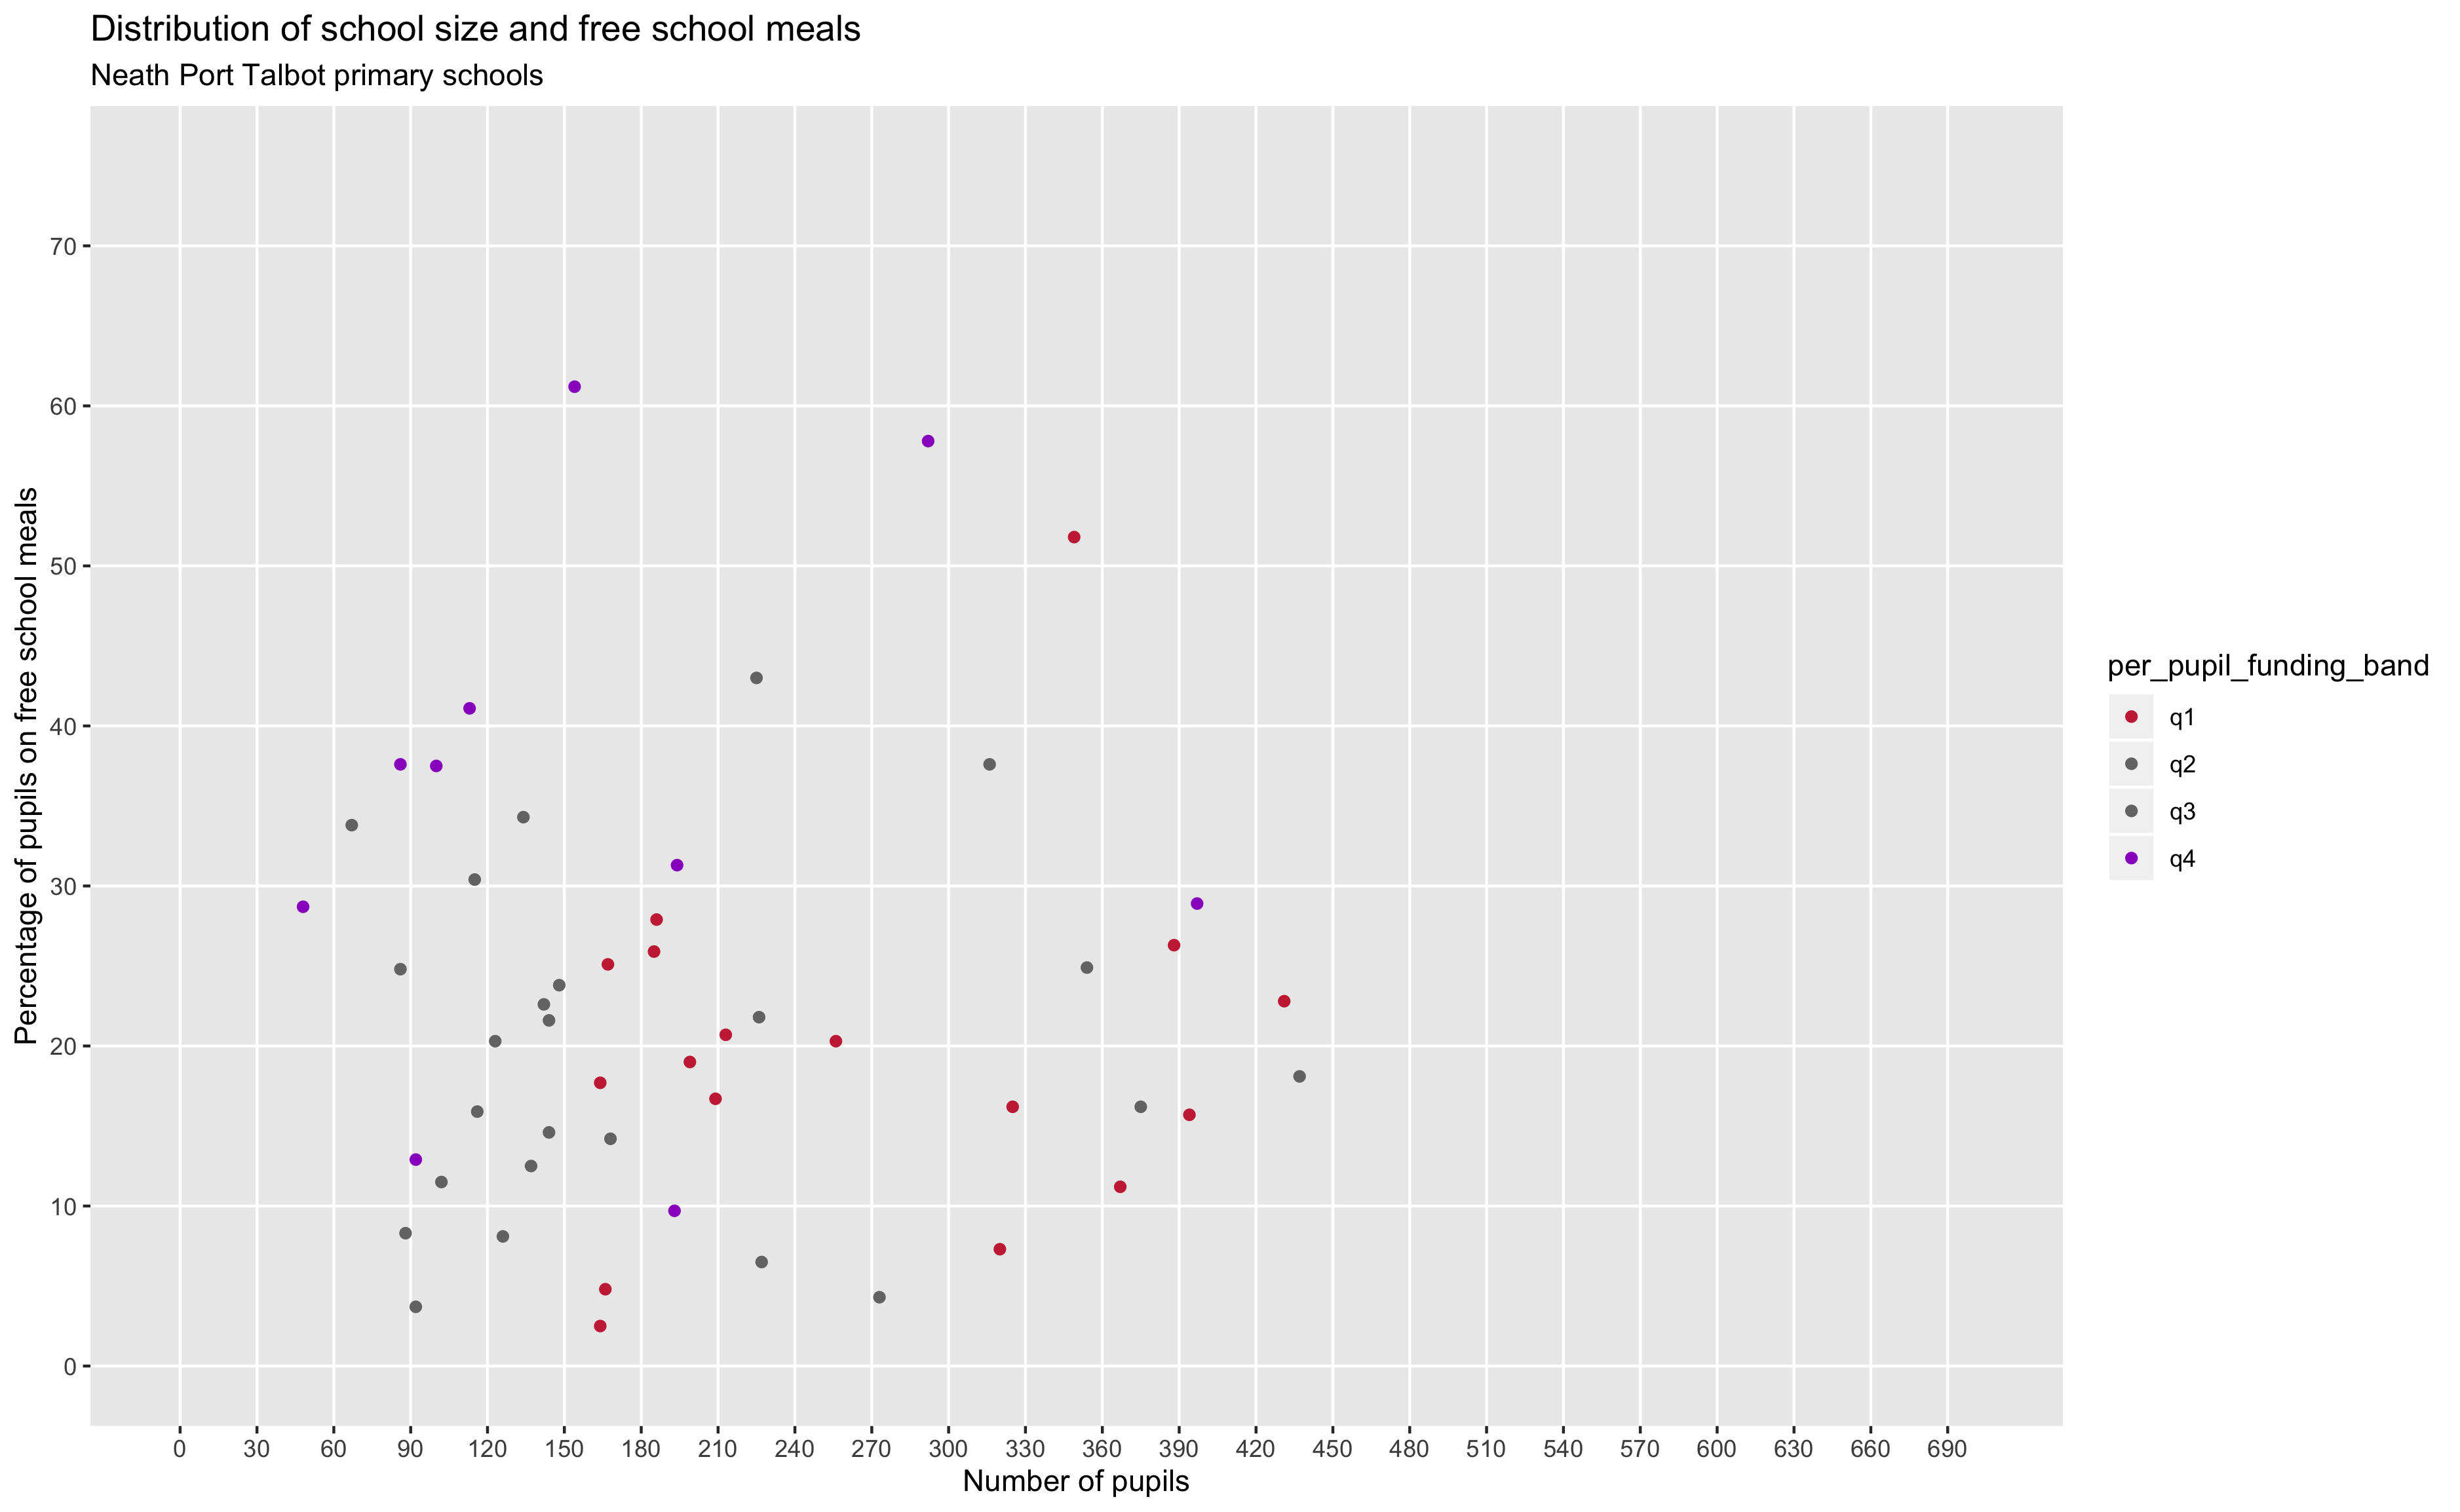 Distribution of school size and free school meals
Neath Port Talbot primary schools
Percentage of pupils on free school meals
70
60
50
40
30
20
10
0
0 30 60 90 120 150 180 210 240 270 300 330 360 390 420 450 480 510 540 570 600 630 660 690
Number of pupils
per_pupil_funding_band
q1
q2
q3
q4